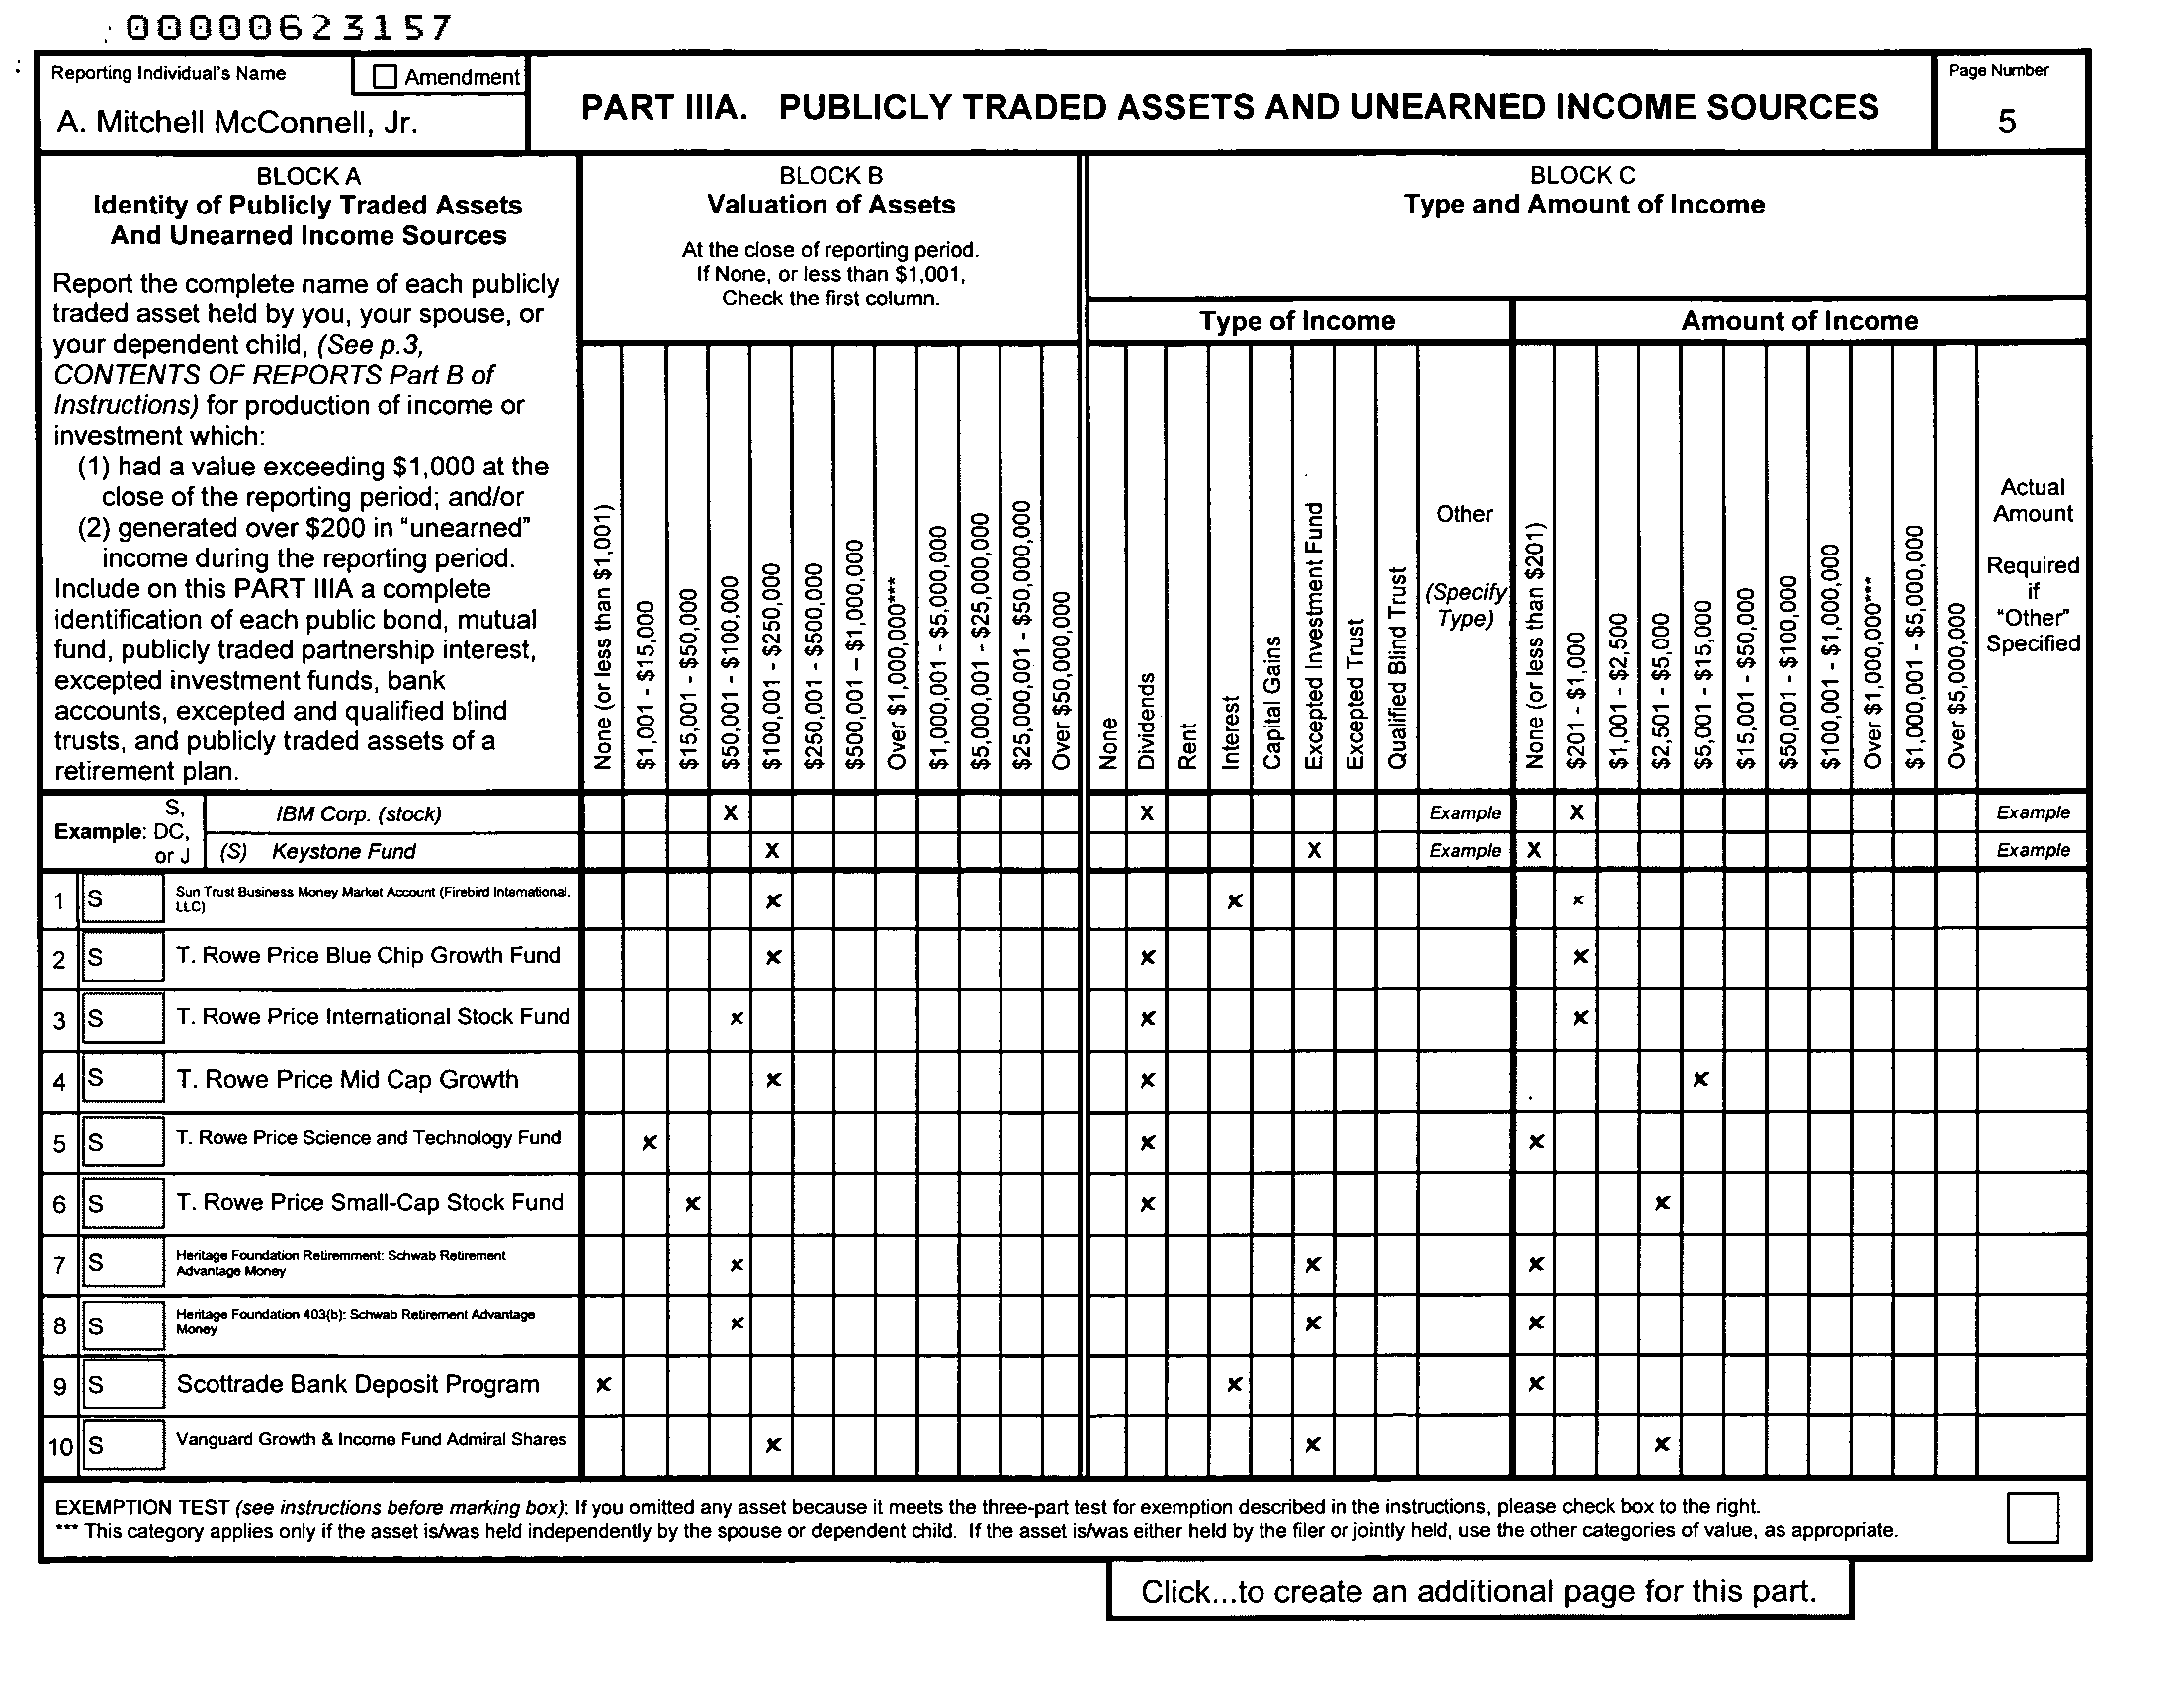 00000623157
Reporting Individual's Name
Amendment
A. Mitchell McConnell, Jr.
PART IIIA. PUBLICLY TRADED ASSETS AND UNEARNED INCOME SOURCES
Page Number
5
BLOCK A
Identity of Publicly Traded Assets
And Unearned Income Sources
Report the complete name of each publicly
traded asset held by you, your spouse, or
your dependent child, (See p.3,
CONTENTS OF REPORTS Part B of
Instructions) for production of income or
investment which:
(1) had a value exceeding $1,000 at the
close of the reporting period; and/or
(2) generated over $200 in "unearned"
income during the reporting period.
Include on this PART IIIA a complete
identification of each public bond, mutual
fund, publicly traded partnership interest,
excepted investment funds, bank
accounts, excepted and qualified blind
trusts, and publicly traded assets of a
retirement plan.
BLOCK B
Valuation of Assets
At the close of reporting period.
If None, or less than $1,001,
Check the first column.
None (or less than $1,001)
$1,001 - $15,000
$15,001 - $50,000
$50,001 - $100,000
$100,001 - $250,000
$250,001 - $500,000
$500,001 – $1,000,000
Over $1,000,000***
$1,000,001 - $5,000,000
$5,000,001 - $25,000,000
$25,000,001 - $50,000,000
Over $50,000,000
BLOCK C
Type and Amount of Income
Type of Income
None
Dividends
Rent
Interest
Capital Gains
Excepted Investment Fund
Excepted Trust
Qualified Blind Trust
Other
(Specify
Type)
Amount of Income
None (or less than $201)
$201 - $1,000
$1,001 - $2,500
$2,501 - $5,000
$5,001 - $15,000
$15,001 - $50,000
$50,001 - $100,000
$100,001 - $1,000,000
Over $1,000,000***
$1,000,001 - $5,000,000
Over $5,000,000
Actual
Amount
Required
if
"Other"
Specified
Example: S, DC, or J
IBM Corp. (stock) X X Example X Example
(S) Keystone Fund X X Example X Example
1 S Sun Trust Business Money Market Account (Firebird International, LLC) x x x
2 S T. Rowe Price Blue Chip Growth Fund x x x
3 S T. Rowe Price International Stock Fund x x x
4 S T. Rowe Price Mid Cap Growth x x x
5 S T. Rowe Price Science and Technology Fund x x x
6 S T. Rowe Price Small-Cap Stock Fund x x x
7 S Heritage Foundation Retiremment: Schwab Retirement Advantage Money x x x
8 S Heritage Foundation 403(b): Schwab Retirement Advantage Money x x x
9 S Scottrade Bank Deposit Program x x x
10 S Vanguard Growth & Income Fund Admiral Shares x x x
EXEMPTION TEST (see instructions before marking box): If you omitted any asset because it meets the three-part test for exemption described in the instructions, please check box to the right.
*** This category applies only if the asset is/was held independently by the spouse or dependent child. If the asset is/was either held by the filer or jointly held, use the other categories of value, as appropriate.
Click...to create an additional page for this part.